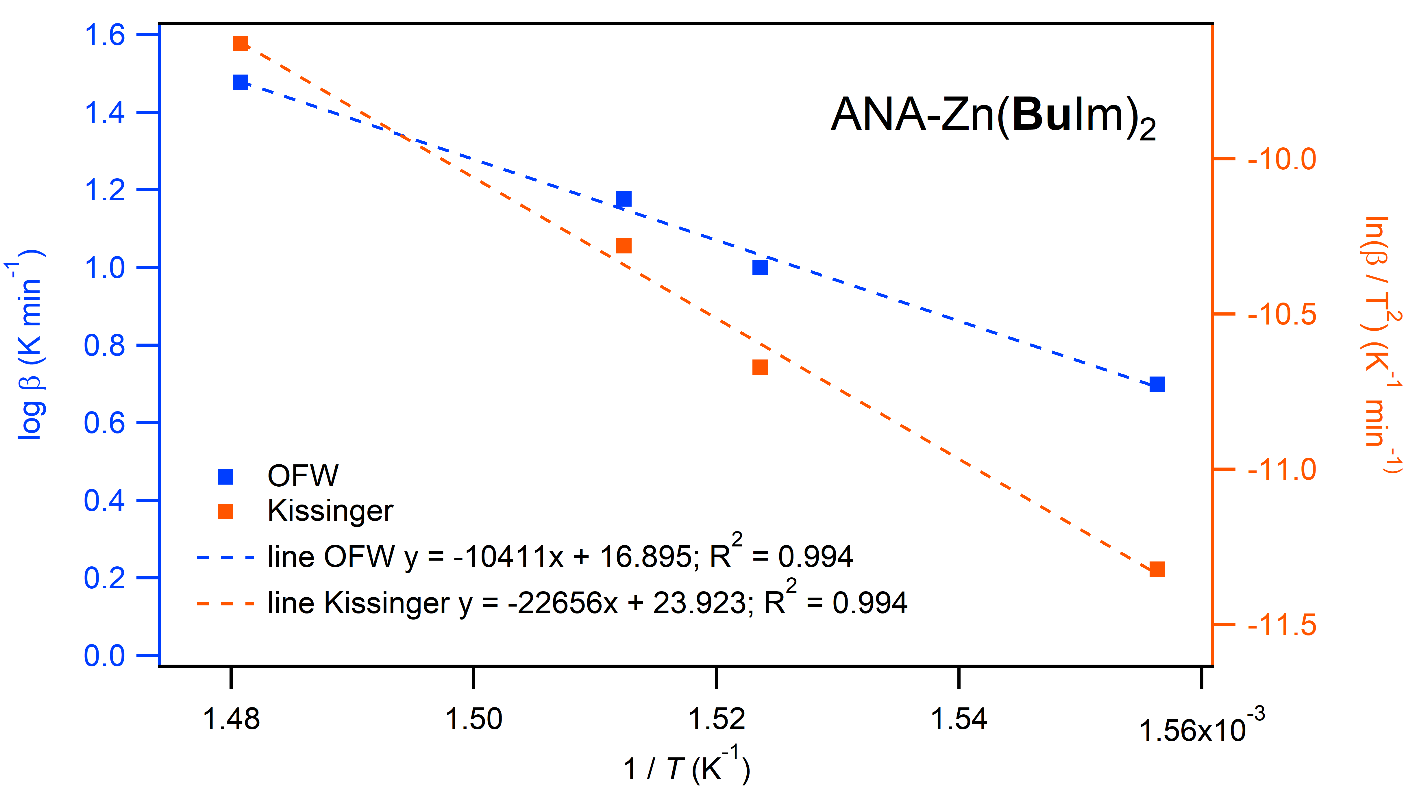 ANA-Zn(BuIm)₂
log β (K min⁻¹)
1.6
1.4
1.2
1.0
0.8
0.6
0.4
0.2
0.0
-10.0
-10.5
-11.0
-11.5
ln(β / T²) (K⁻¹ min⁻¹)
OFW
Kissinger
line OFW y = -10411x + 16.895; R² = 0.994
line Kissinger y = -22656x + 23.923; R² = 0.994
1.48 1.50 1.52 1.54 1.56x10⁻³
1 / T (K⁻¹)